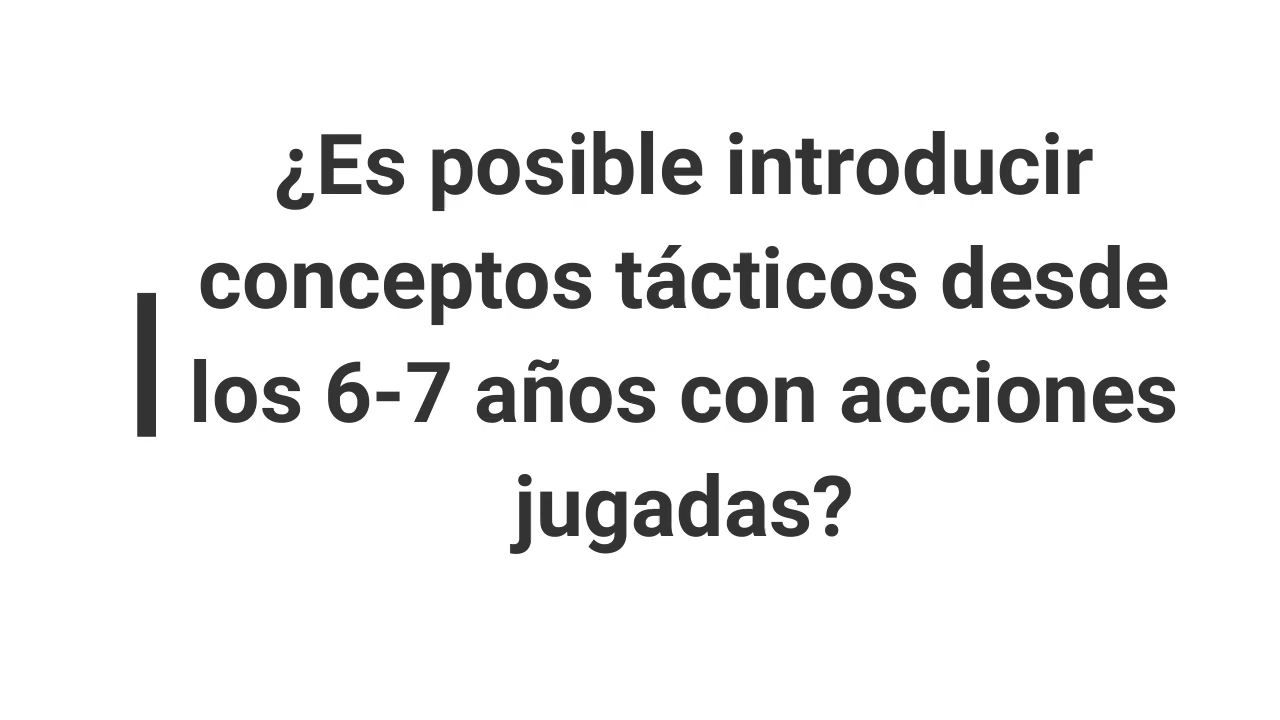 ¿Es posible introducir
conceptos tácticos desde
los 6-7 años con acciones
jugadas?